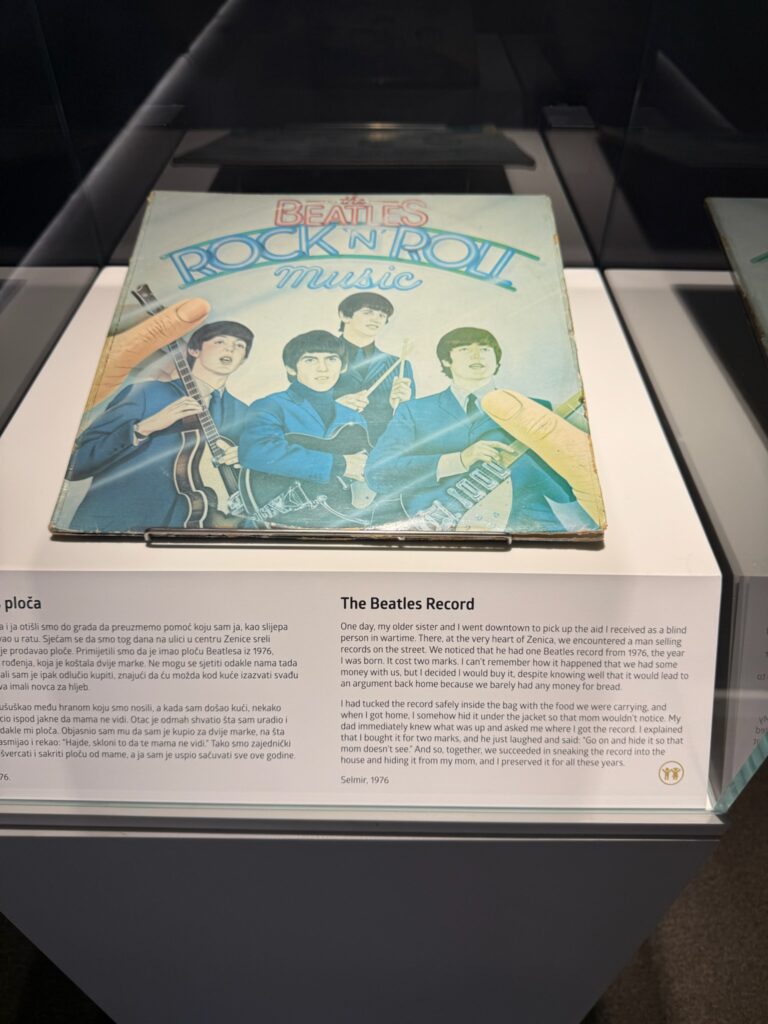 the
BEATLES
ROCK 'N' ROLL
music
ploča
a i ja otišli smo do grada da preuzmemo pomoć koju sam ja, kao slijepa
u ratu. Sjećam se da smo tog dana na ulici u centru Zenice sreli
je prodavao ploče. Primijetili smo da je imao ploču Beatlesa iz 1976,
rođenja, koja je koštala dvije marke. Ne mogu se sjetiti odakle nama tada
ali sam je ipak odlučio kupiti, znajući da ću možda kod kuće izazvati svađu
imali novca za hljeb.
među hranom koju smo nosili, a kada sam došao kući, nekako
ispod jakne da mama ne vidi. Otac je odmah shvatio šta sam uradio i
mi ploča. Objasnio sam mu da sam je kupio za dvije marke, na šta
i rekao: "Hajde, skloni to da te mama ne vidi." Tako smo zajednički
i sakriti ploču od mame, a ja sam je uspio sačuvati sve ove godine.
76.
The Beatles Record
One day, my older sister and I went downtown to pick up the aid I received as a blind
person in wartime. There, at the very heart of Zenica, we encountered a man selling
records on the street. We noticed that he had one Beatles record from 1976, the year
I was born. It cost two marks. I can't remember how it happened that we had some
money with us, but I decided I would buy it, despite knowing well that it would lead to
an argument back home because we barely had any money for bread.
I had tucked the record safely inside the bag with the food we were carrying, and
when I got home, I somehow hid it under the jacket so that mom wouldn't notice. My
dad immediately knew what was up and asked me where I got the record. I explained
that I bought it for two marks, and he just laughed and said: "Go on and hide it so that
mom doesn't see." And so, together, we succeeded in sneaking the record into the
house and hiding it from my mom, and I preserved it for all these years.
Selmir, 1976